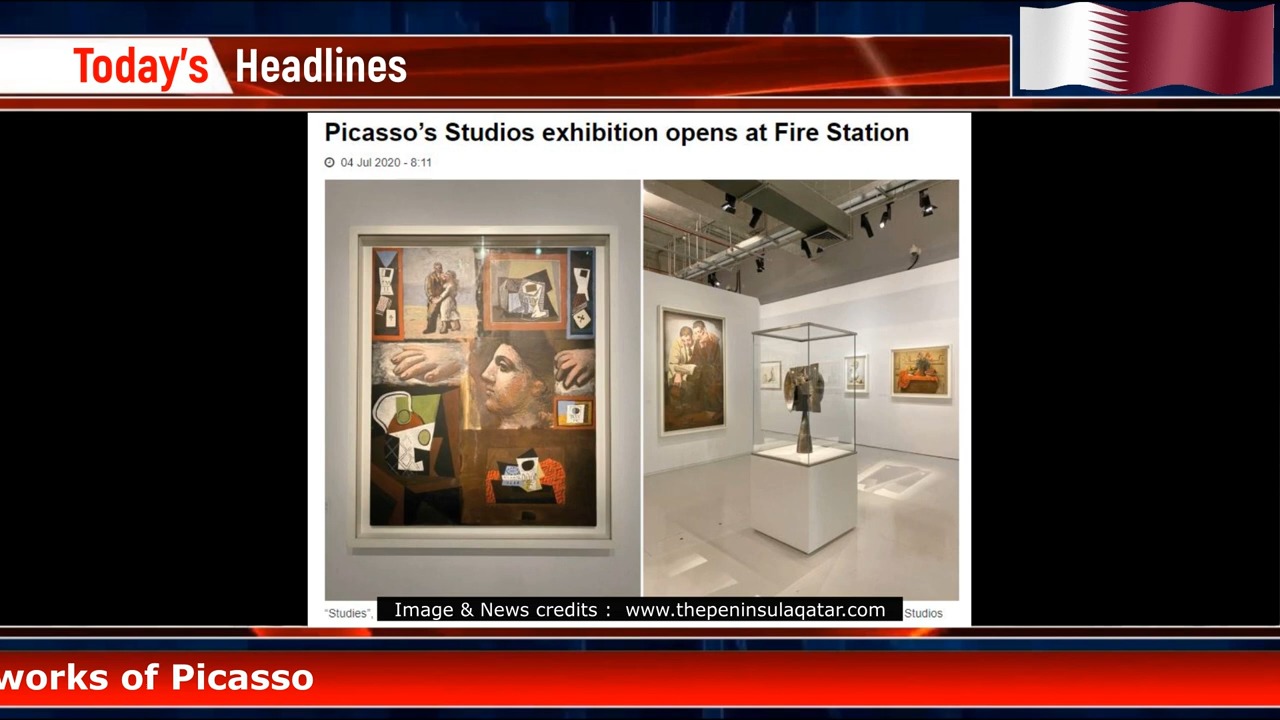 Today's Headlines
Picasso's Studios exhibition opens at Fire Station
04 Jul 2020 - 8:11
"Studies",
Image & News credits : www.thepeninsulaqatar.com
Studios
works of Picasso